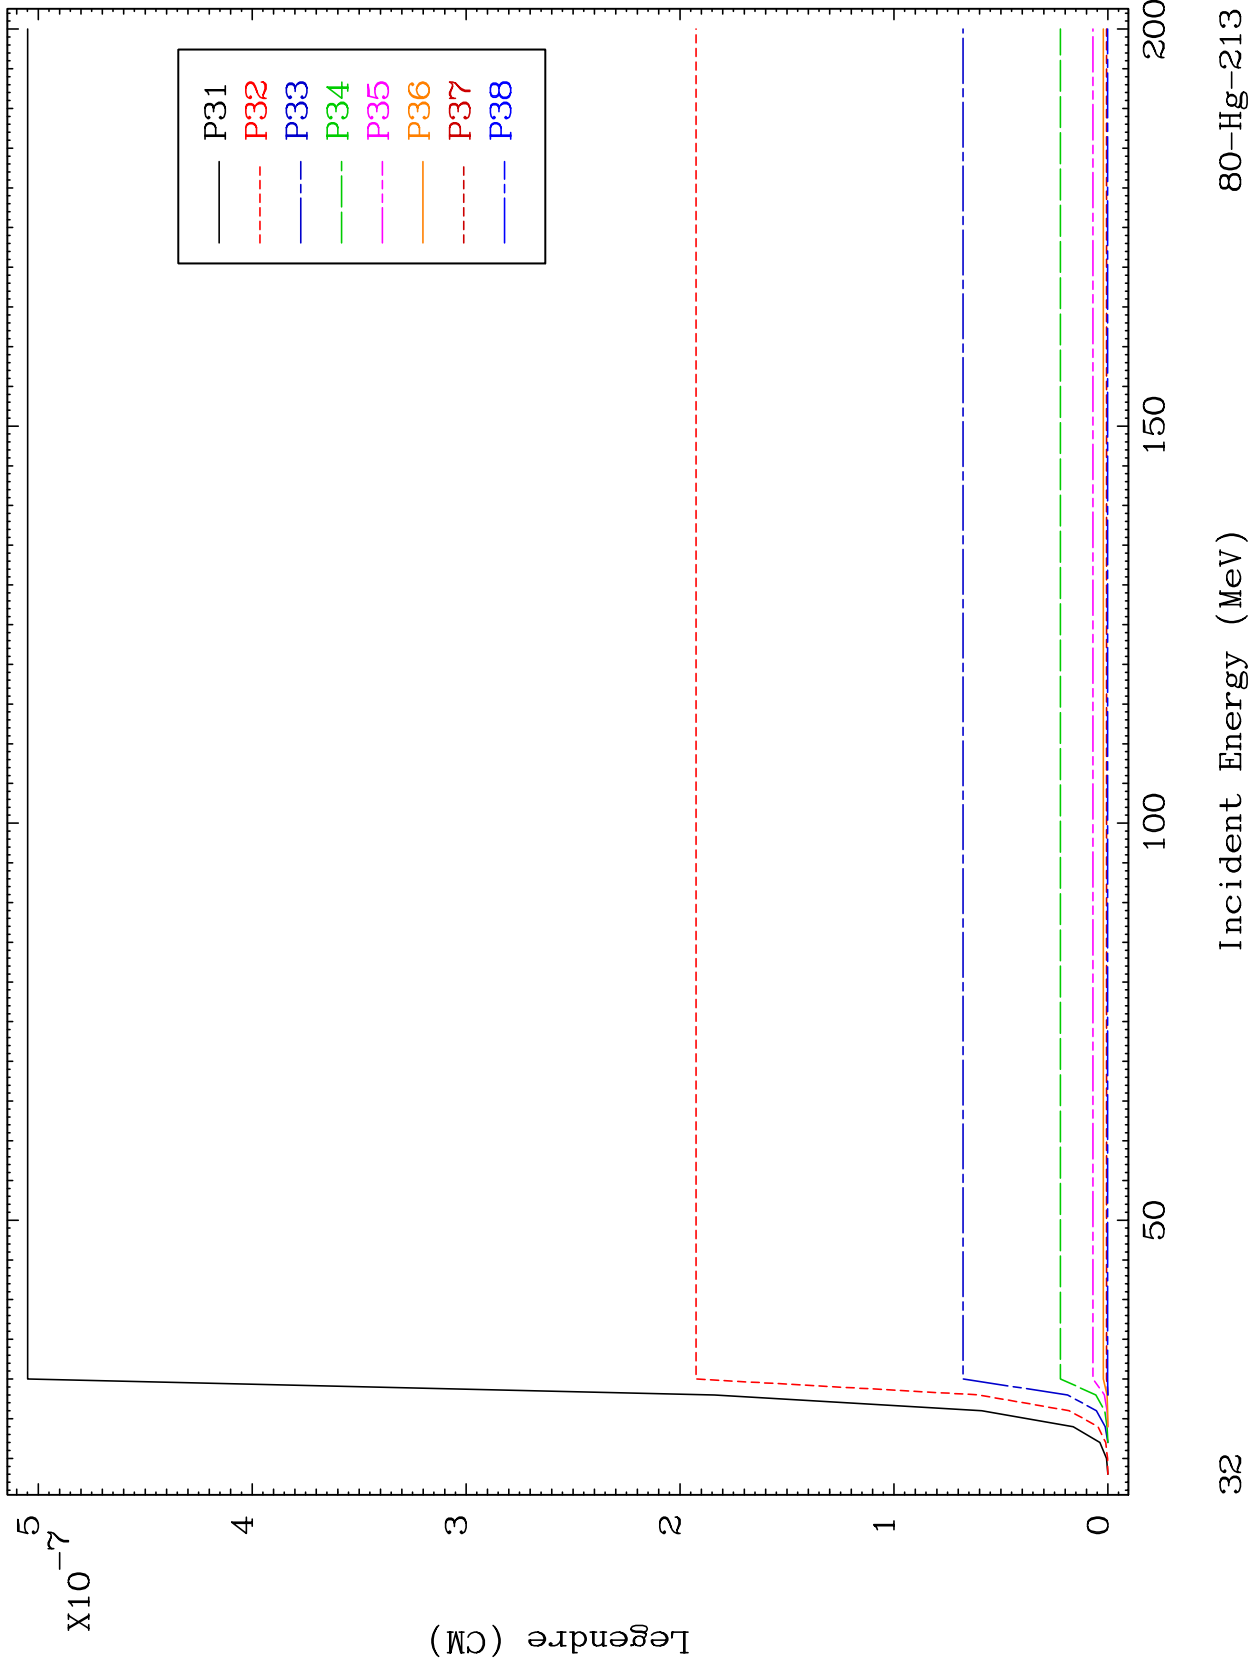 5
4
3
2
1
0
X10
-7
Legendre (CM)
P31
P32
P33
P34
P35
P36
P37
P38
50
100
150
200
Incident Energy (MeV)
32
80-Hg-213